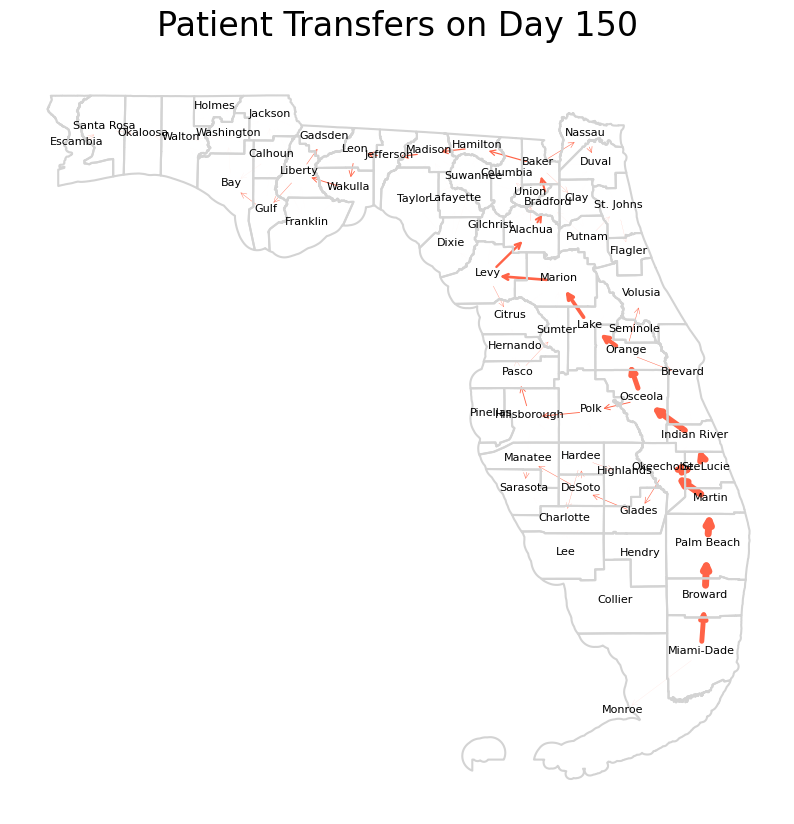 Patient Transfers on Day 150
Holmes
Jackson
Santa Rosa
Okaloosa
Walton
Washington
Escambia
Calhoun
Gadsden
Leon
Jefferson
Madison
Hamilton
Nassau
Baker
Duval
Columbia
Suwannee
Liberty
Wakulla
Bay
Gulf
Franklin
Taylor
Lafayette
Union
Bradford
Clay
St. Johns
Gilchrist
Alachua
Putnam
Dixie
Flagler
Levy
Marion
Volusia
Citrus
Sumter
Lake
Seminole
Hernando
Orange
Pasco
Brevard
Osceola
Pinellas
Hillsborough
Polk
Indian River
Manatee
Hardee
Highlands
Okeechobee
St. Lucie
Sarasota
DeSoto
Martin
Charlotte
Glades
Lee
Hendry
Palm Beach
Collier
Broward
Miami-Dade
Monroe